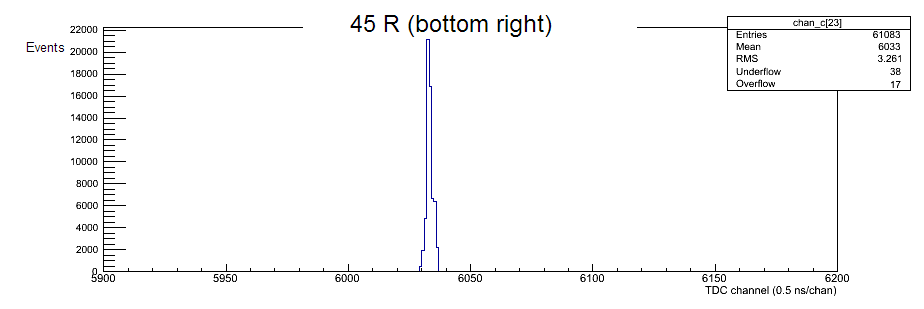 45 R (bottom right)
chan_c[23]
Entries 61083
Mean 6033
RMS 3.261
Underflow 38
Overflow 17
Events
22000
20000
18000
16000
14000
12000
10000
8000
6000
4000
2000
0
5900 5950 6000 6050 6100 6150 6200
TDC channel (0.5 ns/chan)